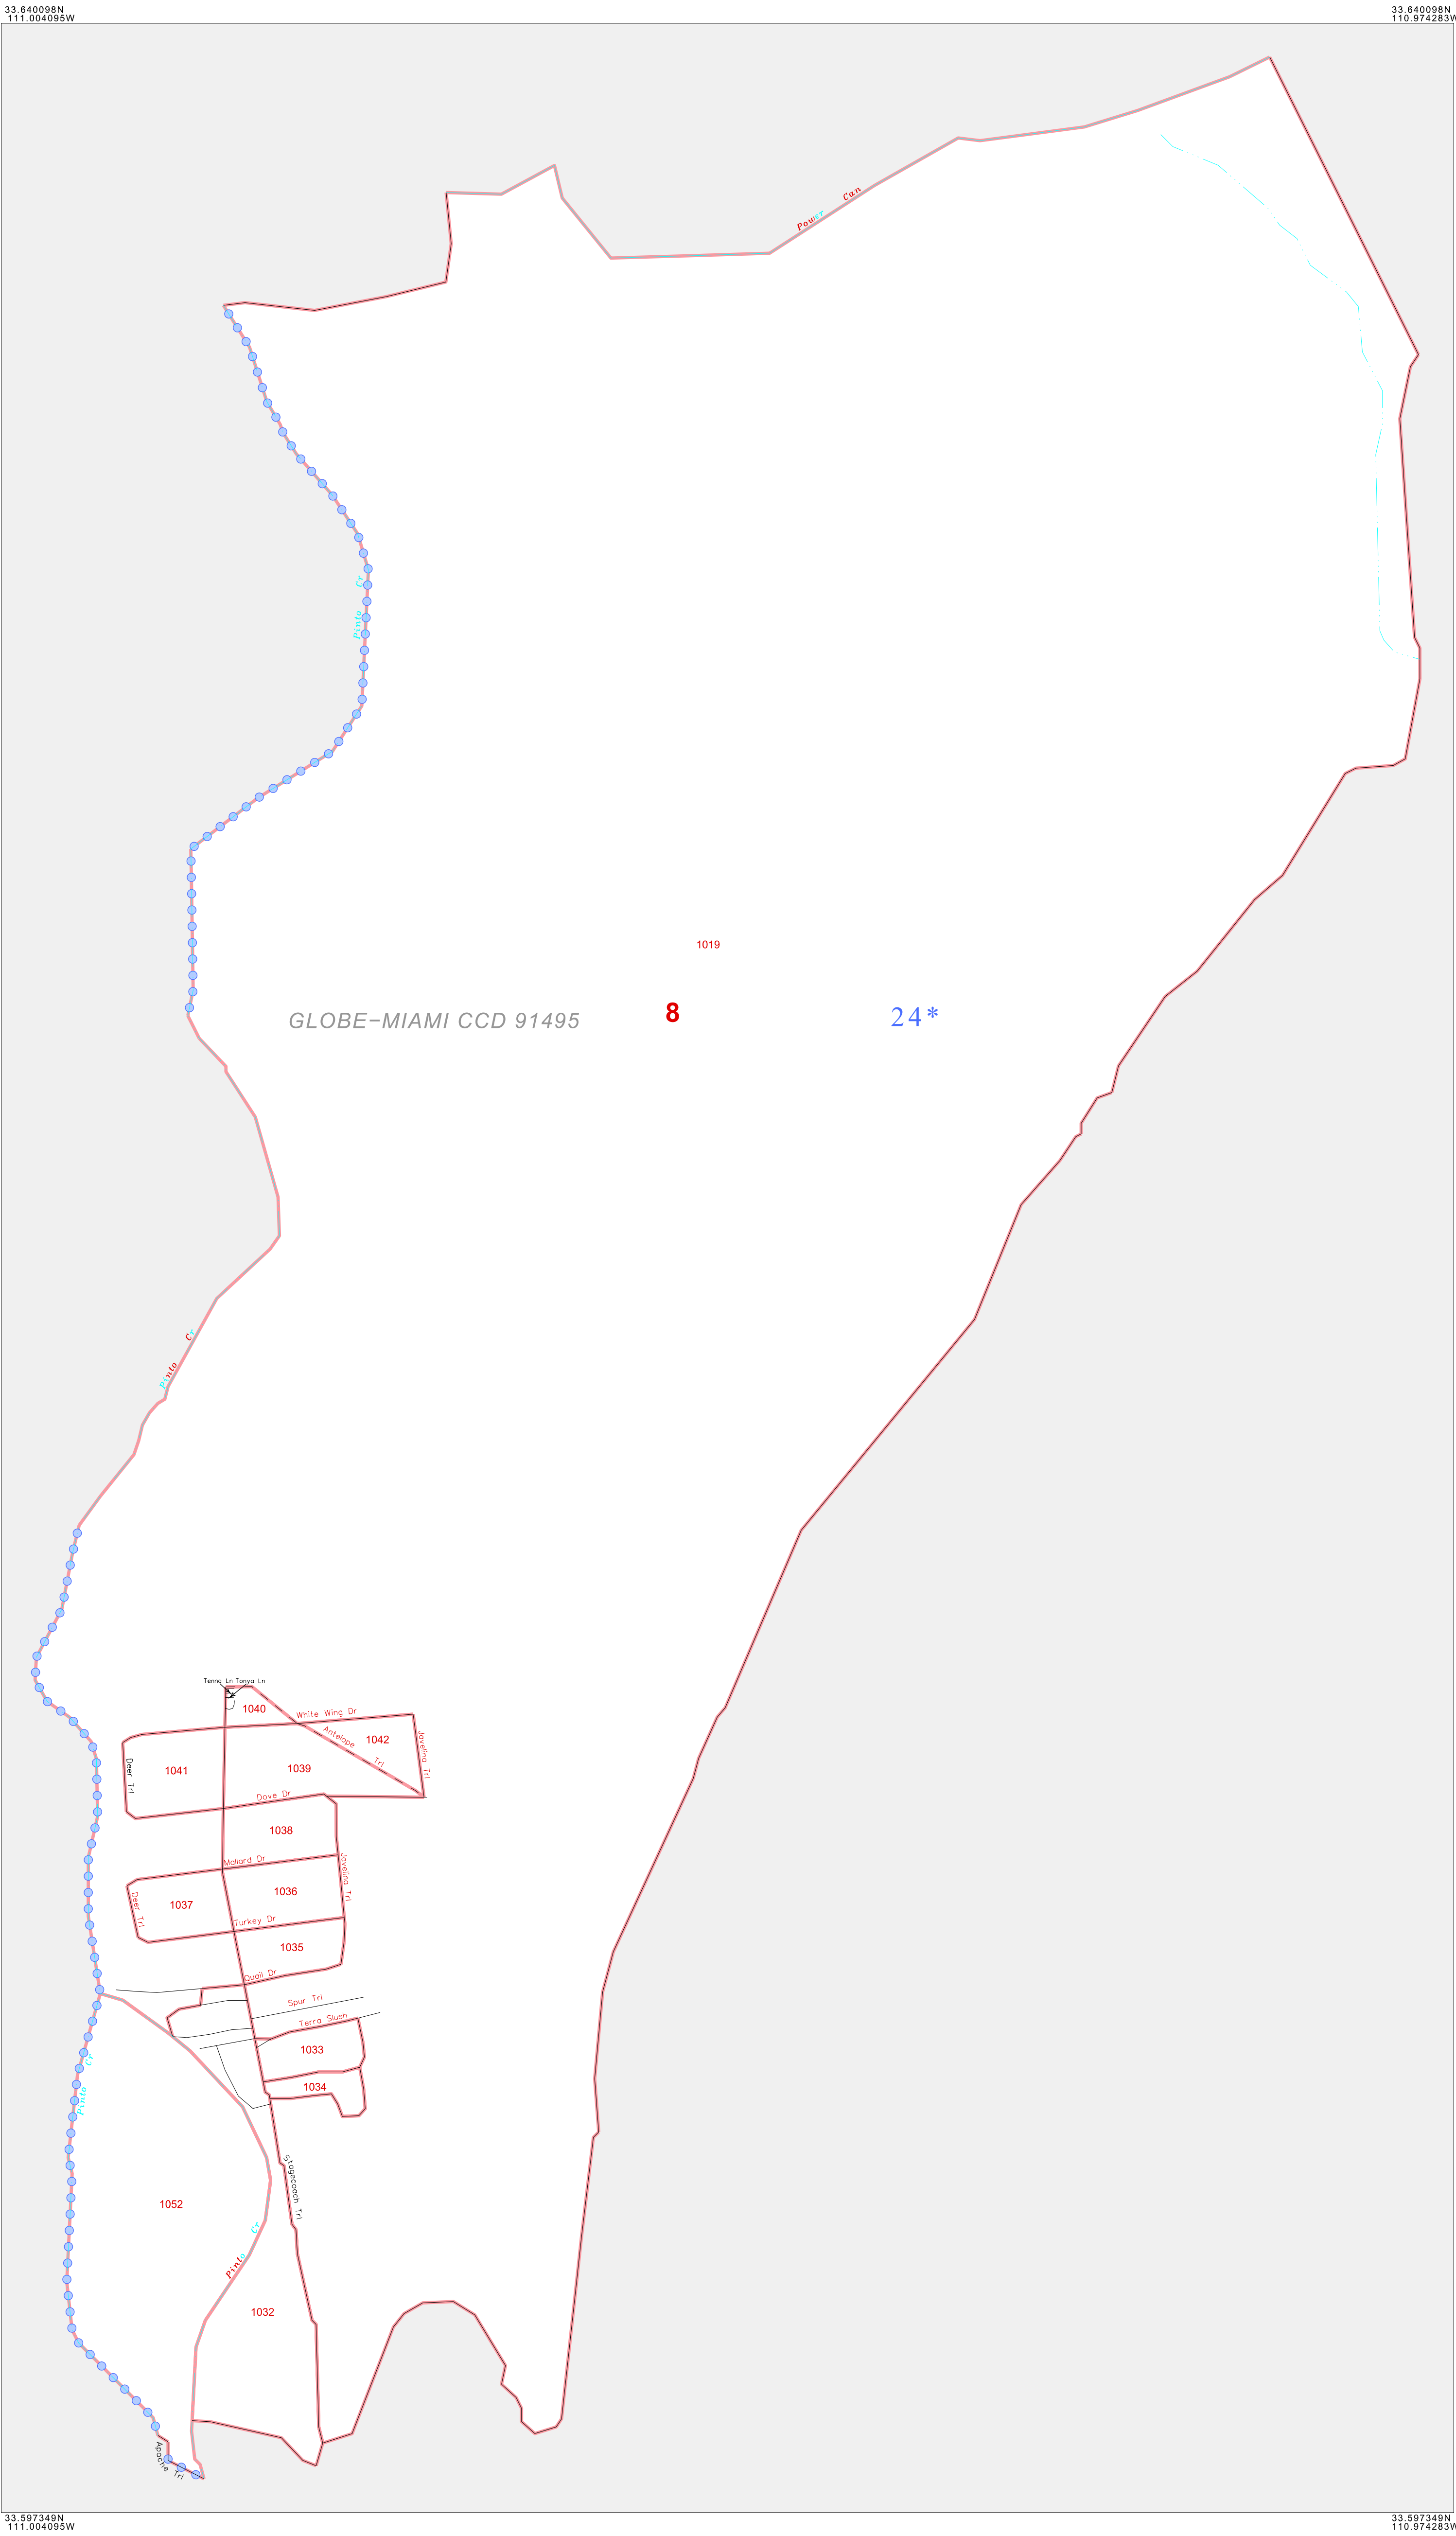 33.640098N
111.004095W
33.640098N
110.974283W
Power Can
Pinto Cr
1019
GLOBE-MIAMI CCD 91495
8
24*
Pinto Cr
Tenna Ln
Tonya Ln
1040
White Wing Dr
Antelope Trl
1042
Javelina Trl
Deer Trl
1041
1039
Dove Dr
1038
Mallard Dr
Javelina Trl
1036
Deer Trl
1037
Turkey Dr
1035
Quail Dr
Spur Trl
Terra Slush
1033
1034
Pinto Cr
Stagecoach Trl
1052
Pinto Cr
1032
Apache Trl
33.597349N
111.004095W
33.597349N
110.974283W